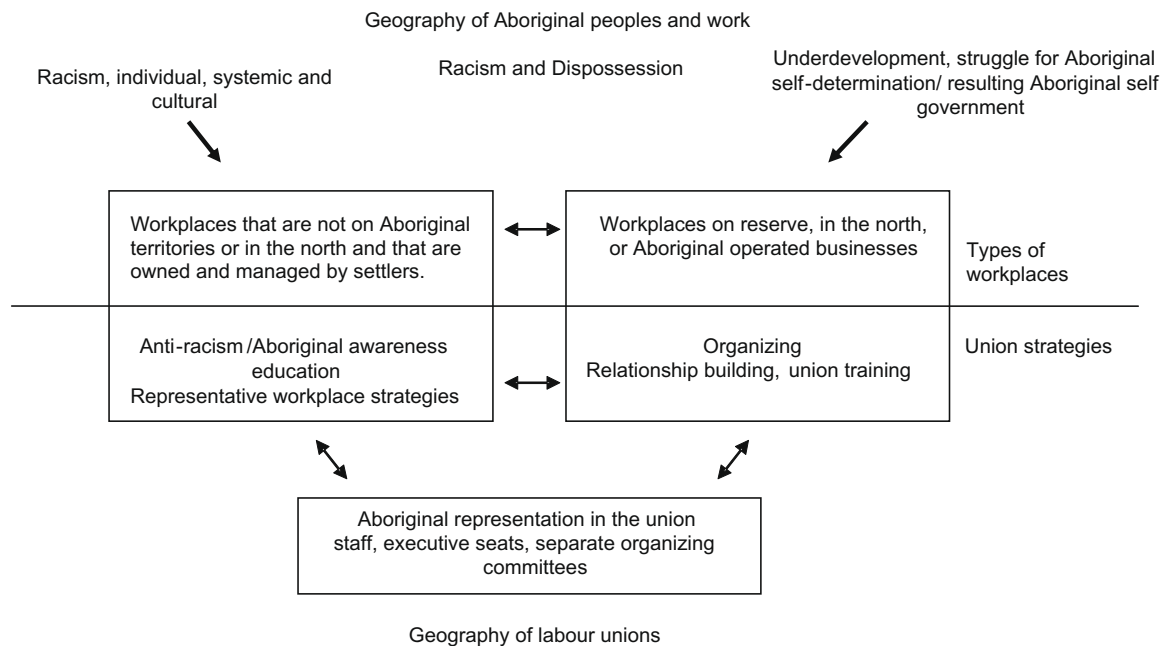 Geography of Aboriginal peoples and work
Racism, individual, systemic and
cultural
Racism and Dispossession
Underdevelopment, struggle for Aboriginal
self-determination/ resulting Aboriginal self
government
Workplaces that are not on Aboriginal
territories or in the north and that are
owned and managed by settlers.
Workplaces on reserve, in the north,
or Aboriginal operated businesses
Types of
workplaces
Anti-racism/Aboriginal awareness
education
Representative workplace strategies
Organizing
Relationship building, union training
Union strategies
Aboriginal representation in the union
staff, executive seats, separate organizing
committees
Geography of labour unions